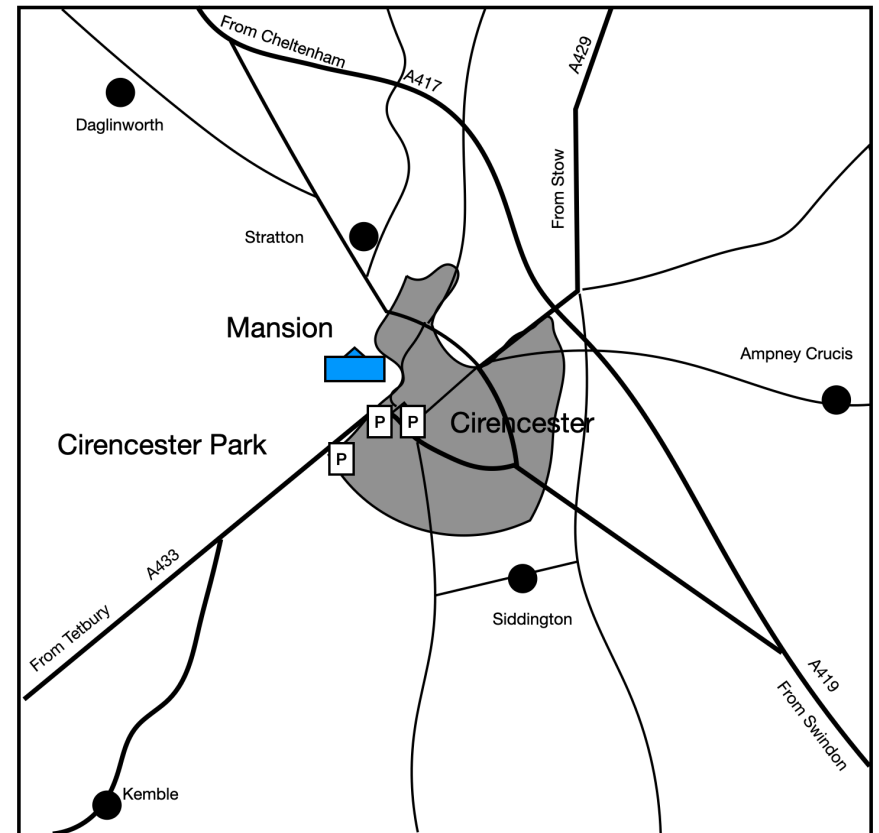 From Cheltenham
A417
A429
Daglinworth
From Stow
Stratton
Mansion
Ampney Crucis
P
P
Cirencester
Cirencester Park
P
A433
Siddington
From Tetbury
A419
From Swindon
Kemble